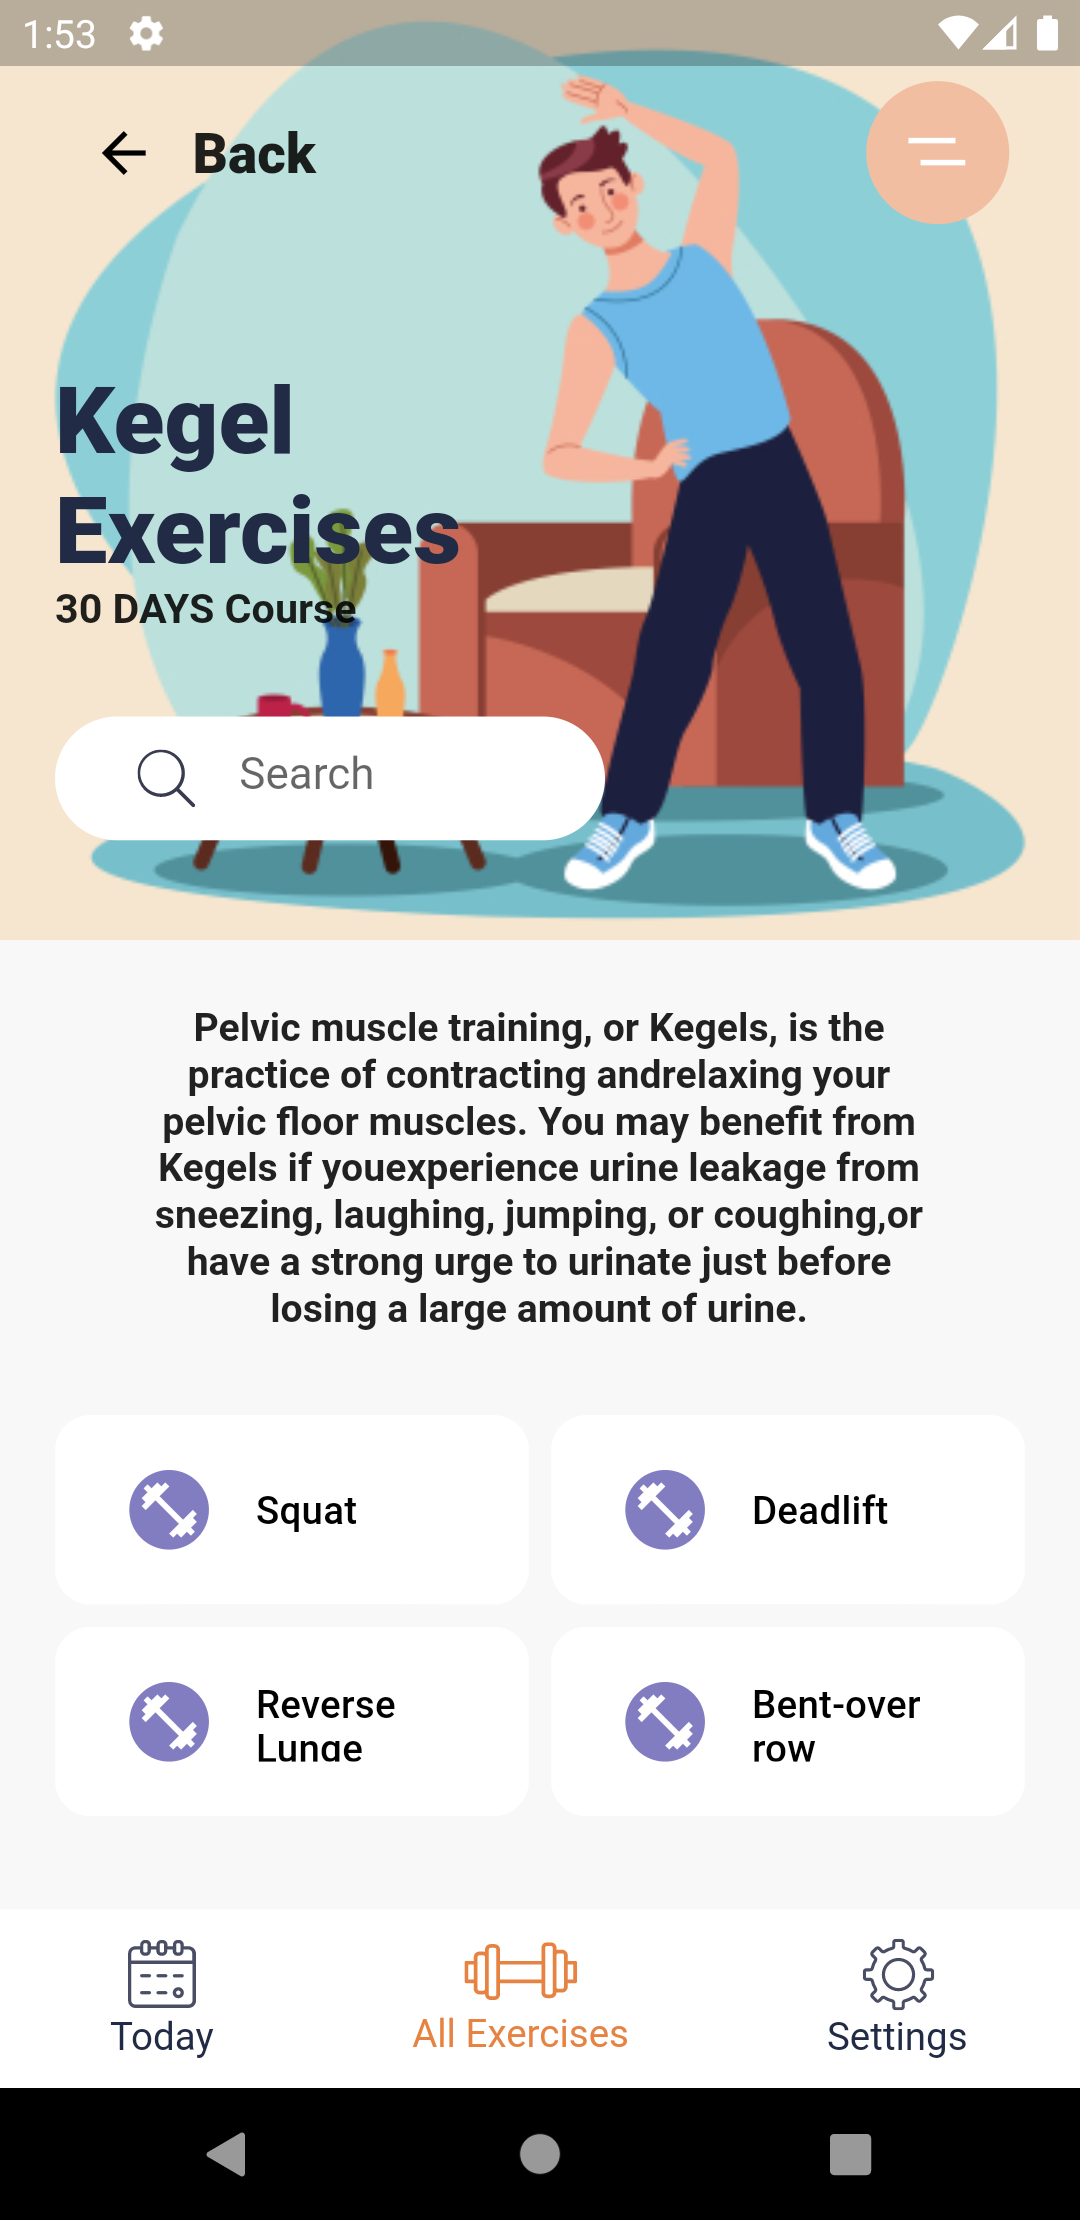 1:53
Back
Kegel
Exercises
30 DAYS Course
Search
Pelvic muscle training, or Kegels, is the
practice of contracting andrelaxing your
pelvic floor muscles. You may benefit from
Kegels if youexperience urine leakage from
sneezing, laughing, jumping, or coughing,or
have a strong urge to urinate just before
losing a large amount of urine.
Squat
Deadlift
Reverse
Lunge
Bent-over
row
Today
All Exercises
Settings